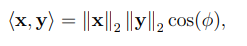 ⟨x, y⟩ = ‖x‖₂ ‖y‖₂ cos(ϕ),